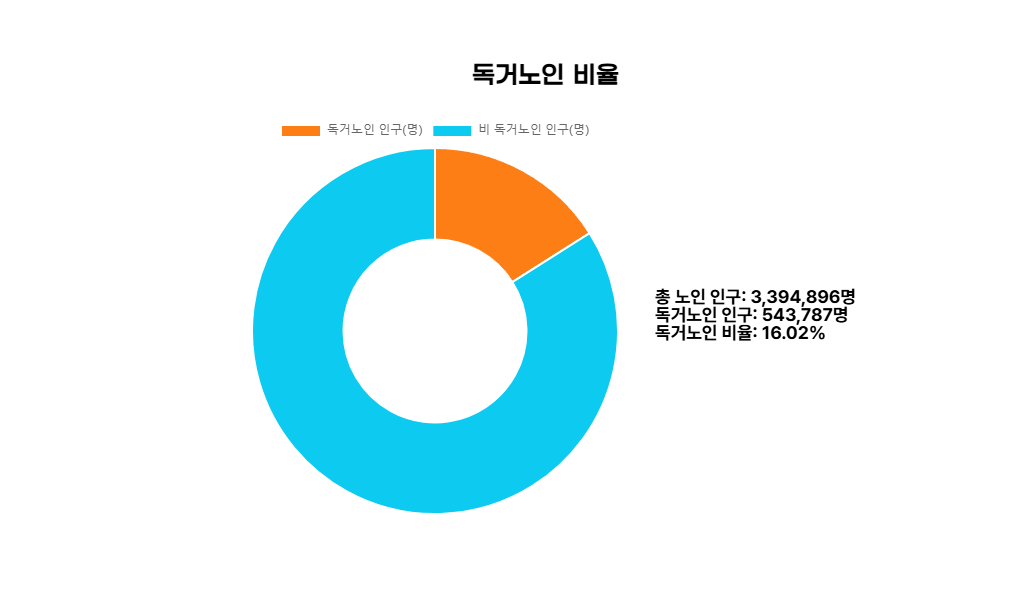 독거노인 비율
독거노인 인구(명) 비 독거노인 인구(명)
총 노인 인구: 3,394,896명
독거노인 인구: 543,787명
독거노인 비율: 16.02%